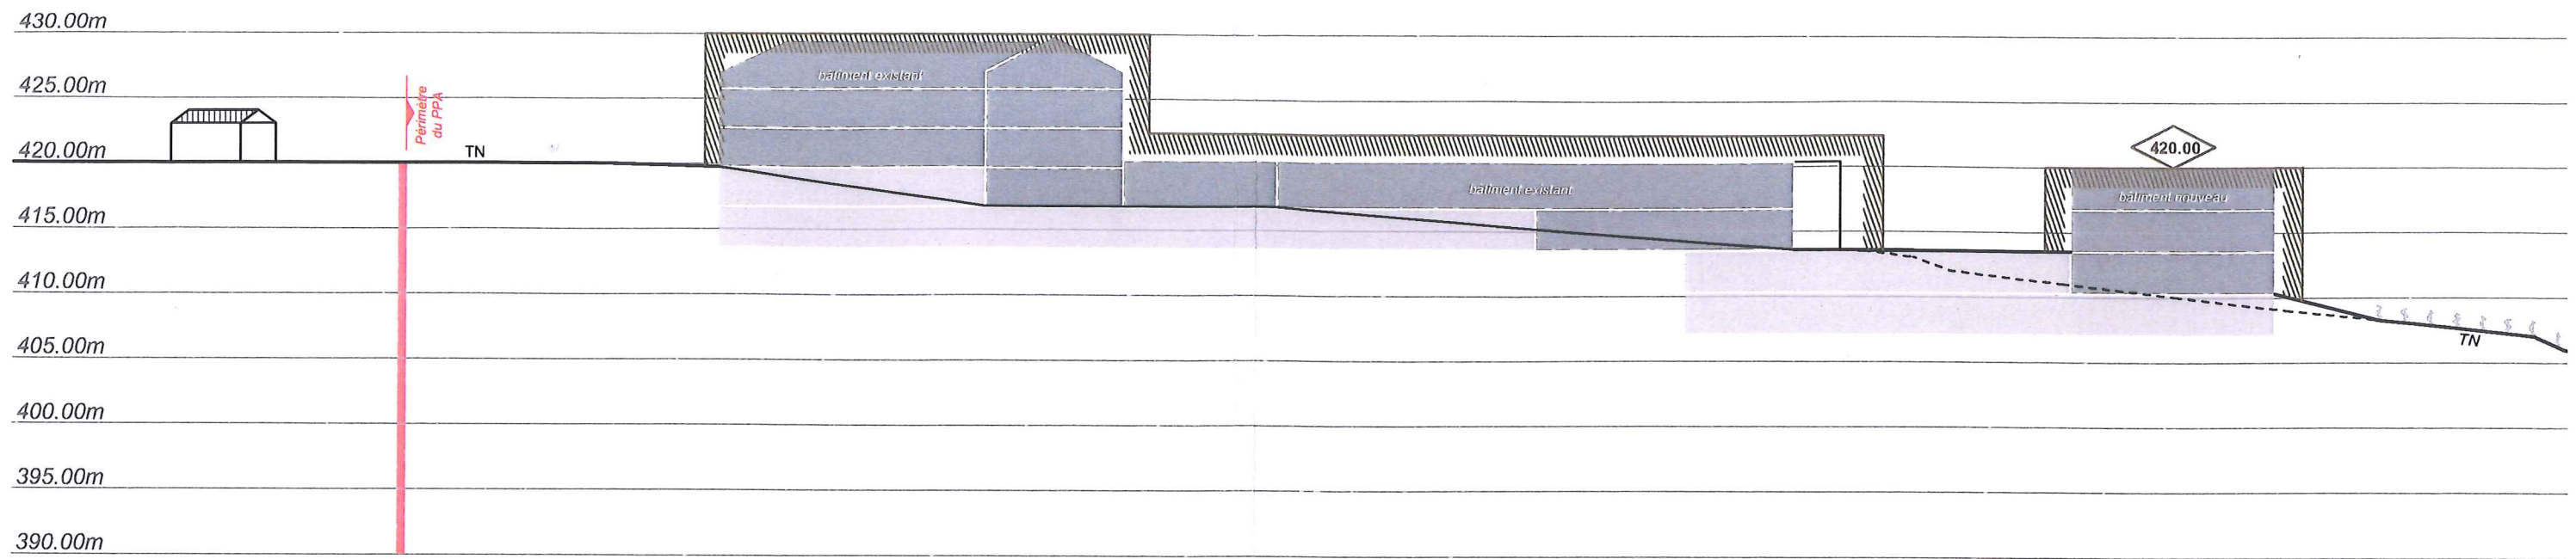 430.00m
425.00m
420.00m
415.00m
410.00m
405.00m
400.00m
395.00m
390.00m
Périmètre
du PPA
TN
bâtiment existant
bâtiment existant
420.00
bâtiment nouveau
TN